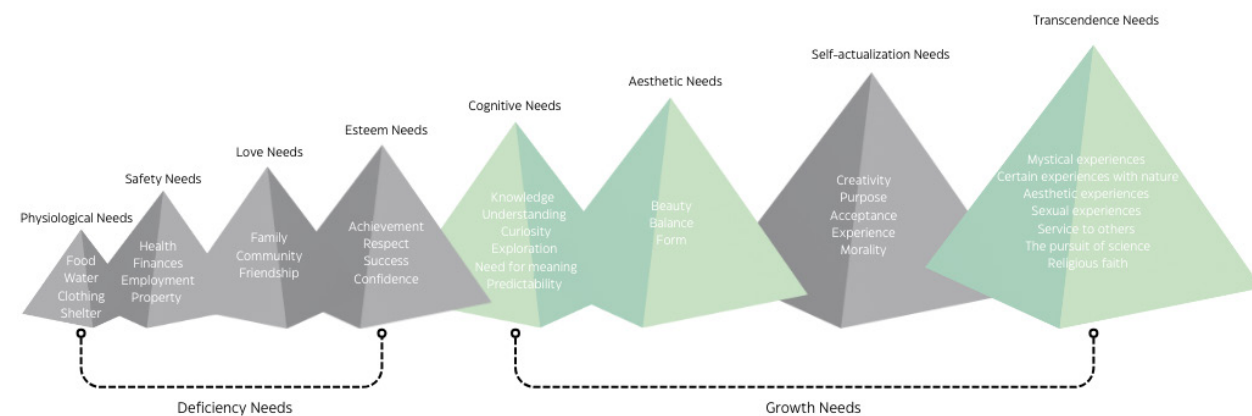 Physiological Needs
Food
Water
Clothing
Shelter
Safety Needs
Health
Finances
Employment
Property
Love Needs
Family
Community
Friendship
Esteem Needs
Achievement
Respect
Success
Confidence
Cognitive Needs
Knowledge
Understanding
Curiosity
Exploration
Need for meaning
Predictability
Aesthetic Needs
Beauty
Balance
Form
Self-actualization Needs
Creativity
Purpose
Acceptance
Experience
Morality
Transcendence Needs
Mystical experiences
Certain experiences with nature
Aesthetic experiences
Sexual experiences
Service to others
The pursuit of science
Religious faith
Deficiency Needs
Growth Needs